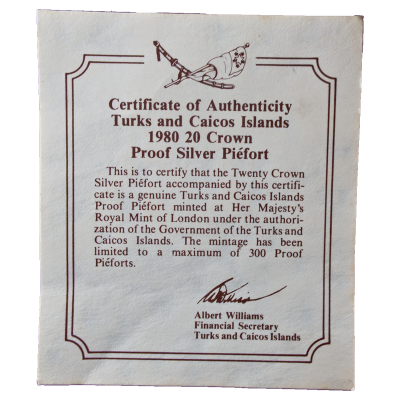 Certificate of Authenticity
Turks and Caicos Islands
1980 20 Crown
Proof Silver Piéfort
This is to certify that the Twenty Crown
Silver Piéfort accompanied by this certifi-
cate is a genuine Turks and Caicos Islands
Proof Piéfort minted at Her Majesty's
Royal Mint of London under the authori-
zation of the Government of the Turks and
Caicos Islands. The mintage has been
limited to a maximum of 300 Proof
Piéforts.
Albert Williams
Financial Secretary
Turks and Caicos Islands